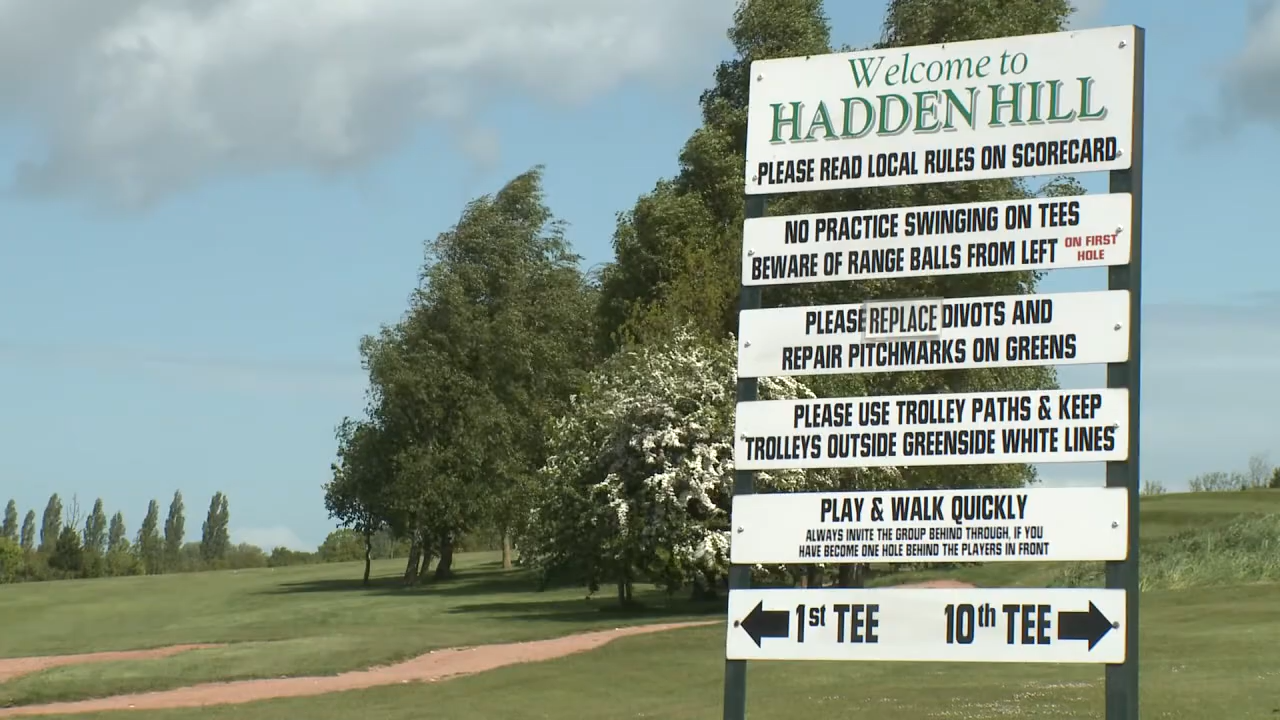 Welcome to
HADDEN HILL
PLEASE READ LOCAL RULES ON SCORECARD
NO PRACTICE SWINGING ON TEES
BEWARE OF RANGE BALLS FROM LEFT ON FIRST HOLE
PLEASE REPLACE DIVOTS AND
REPAIR PITCHMARKS ON GREENS
PLEASE USE TROLLEY PATHS & KEEP
TROLLEYS OUTSIDE GREENSIDE WHITE LINES
PLAY & WALK QUICKLY
ALWAYS INVITE THE GROUP BEHIND THROUGH, IF YOU
HAVE BECOME ONE HOLE BEHIND THE PLAYERS IN FRONT
1st TEE 10th TEE